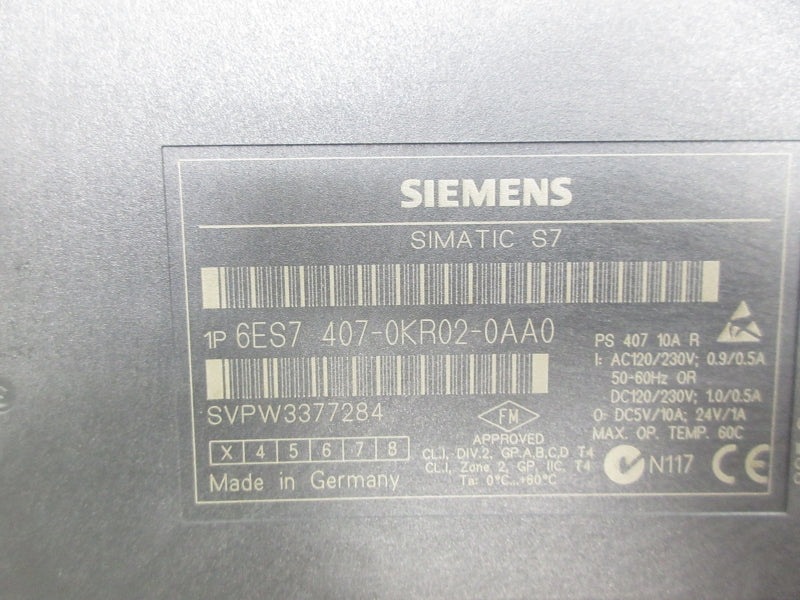 SIEMENS
SIMATIC S7
1P 6ES7 407-0KR02-0AA0
SVPW3377284
X 4 5 6 7 8
Made in Germany
FM
APPROVED
CL.I, DIV.2, GP.A,B,C,D T4
CL.I, Zone 2, GP. IIC, T4
Ta: 0°C...+60°C
PS 407 10A R
I: AC120/230V; 0.9/0.5A
50-60Hz OR
DC120/230V; 1.0/0.5A
O: DC5V/10A; 24V/1A
MAX. OP. TEMP. 60C
N117 CE